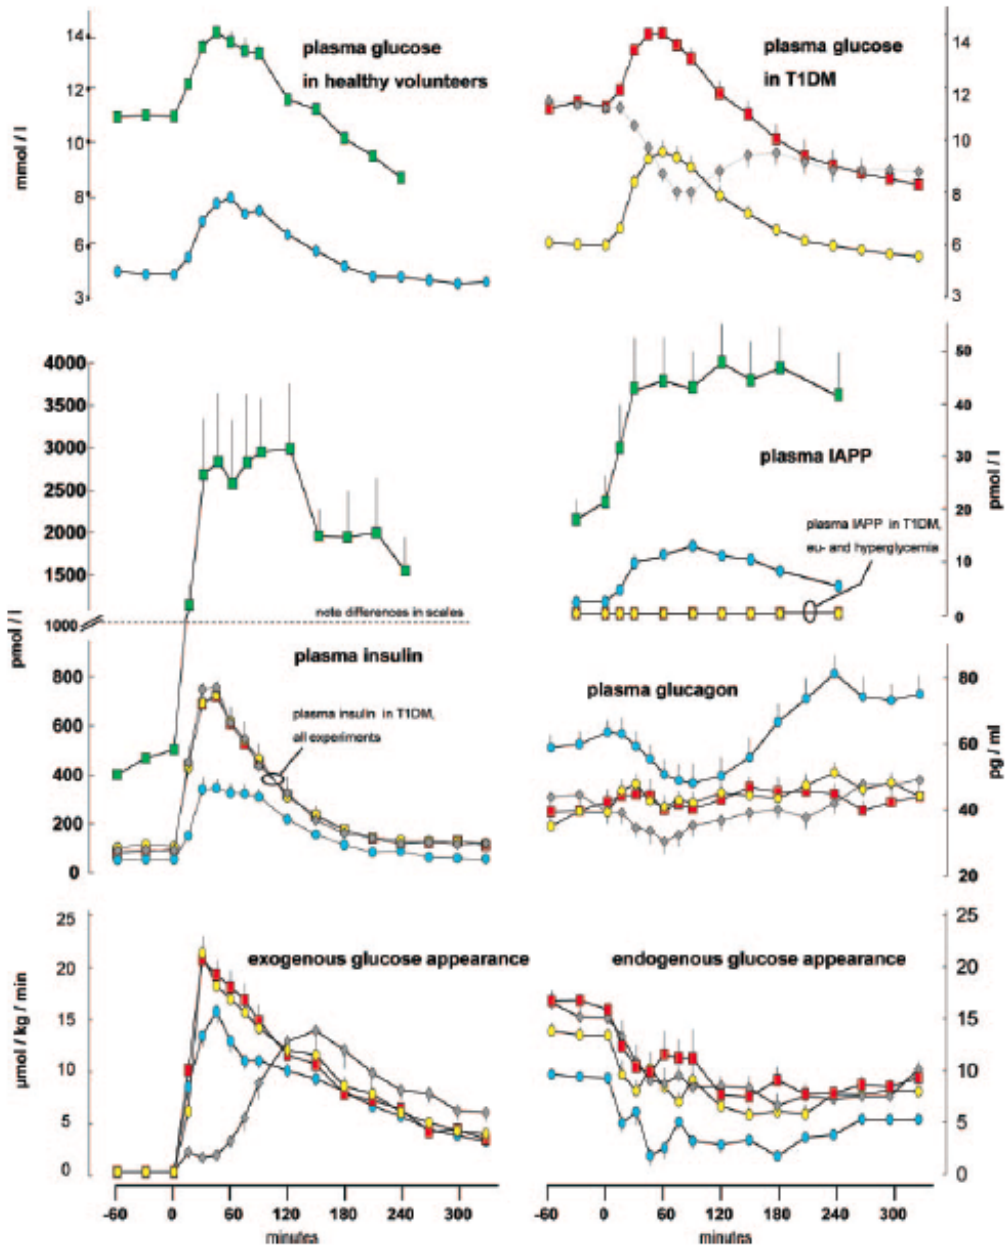 14
12
10
8
6
3
mmol / l
plasma glucose
in healthy volunteers
plasma glucose
in T1DM
14
12
10
8
6
3
4000
3500
3000
2500
2000
1500
1000
800
600
400
200
0
pmol / l
note differences in scales
plasma insulin
plasma insulin in T1DM,
all experiments
plasma IAPP
plasma IAPP in T1DM,
eu- and hyperglycemia
50
40
30
20
10
0
pmol / l
plasma glucagon
80
60
40
20
pg / ml
25
20
15
10
5
0
µmol / kg / min
exogenous glucose appearance
endogenous glucose appearance
25
20
15
10
5
0
-60 0 60 120 180 240 300
minutes
-60 0 60 120 180 240 300
minutes